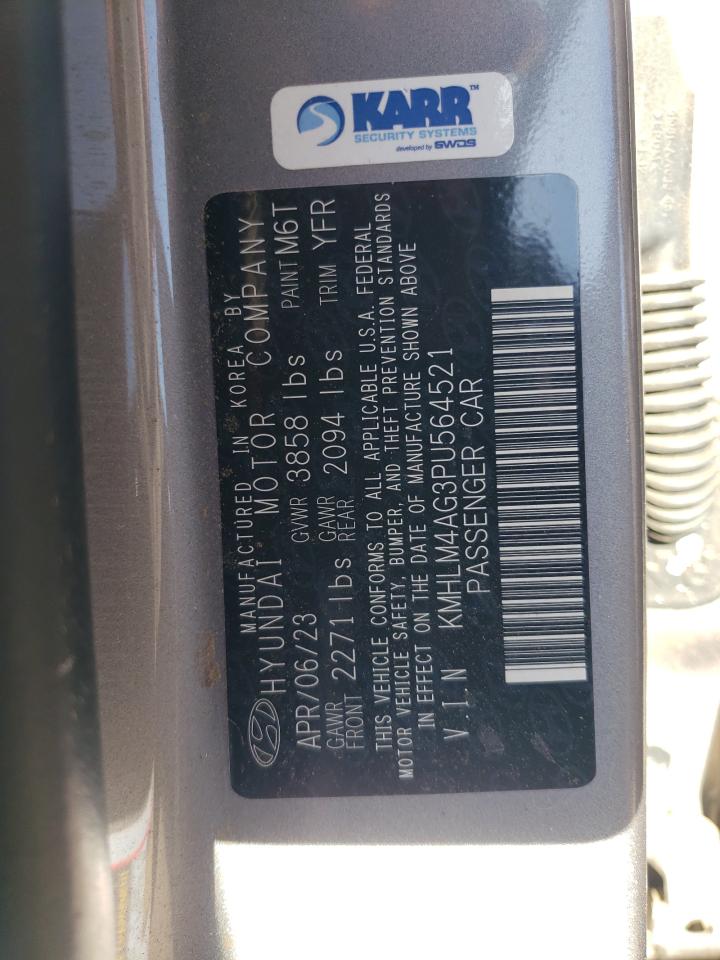 KARR™
SECURITY SYSTEMS
developed by SWDS
MANUFACTURED IN KOREA BY
HYUNDAI MOTOR COMPANY
APR/06/23 GVWR 3858 lbs PAINT M6T
GAWR FRONT 2271 lbs GAWR REAR 2094 lbs TRIM YFR
THIS VEHICLE CONFORMS TO ALL APPLICABLE U.S.A. FEDERAL
MOTOR VEHICLE SAFETY, BUMPER, AND THEFT PREVENTION STANDARDS
IN EFFECT ON THE DATE OF MANUFACTURE SHOWN ABOVE
V I N KMHLM4AG3PU564521
PASSENGER CAR